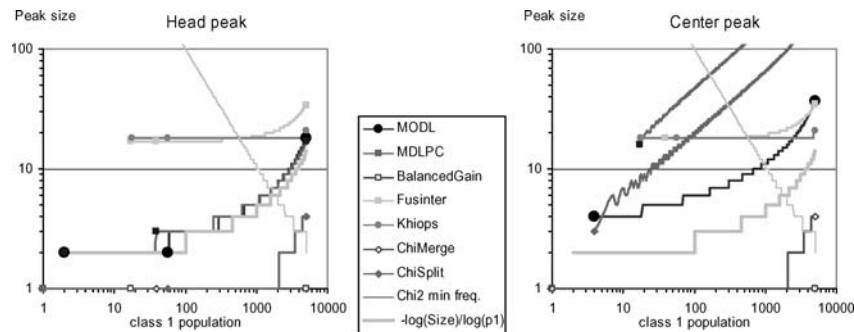 Peak size
Head peak
100
10
1
1 10 100 1000 10000
class 1 population
MODL
MDLPC
BalancedGain
Fusinter
Khiops
ChiMerge
ChiSplit
Chi2 min freq.
-log(Size)/log(p1)
Peak size
Center peak
100
10
1
1 10 100 1000 10000
class 1 population